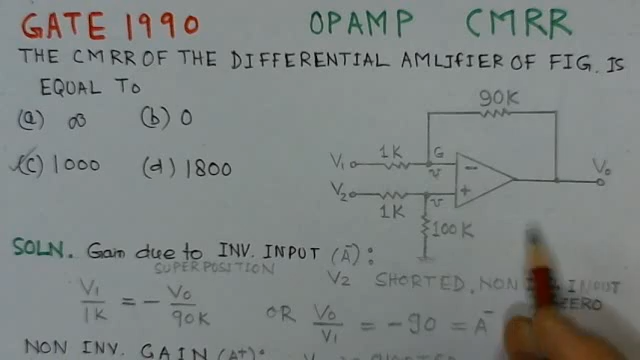 GATE 1990 OPAMP CMRR
THE CMRR OF THE DIFFERENTIAL AMLIFIER OF FIG. IS
EQUAL TO
(a) ∞ (b) 0
(c) 1000 (d) 1800
90K
V₁ 1K G
v
−
V₀
V₂ 1K v
+
100K
SOLN. Gain due to INV. INPUT (A⁻):
SUPERPOSITION
V₂ SHORTED, NON INPUT
ZERO
V₁/1K = − V₀/90K OR V₀/V₁ = −90 = A⁻
NON INV. GAIN (A⁺):